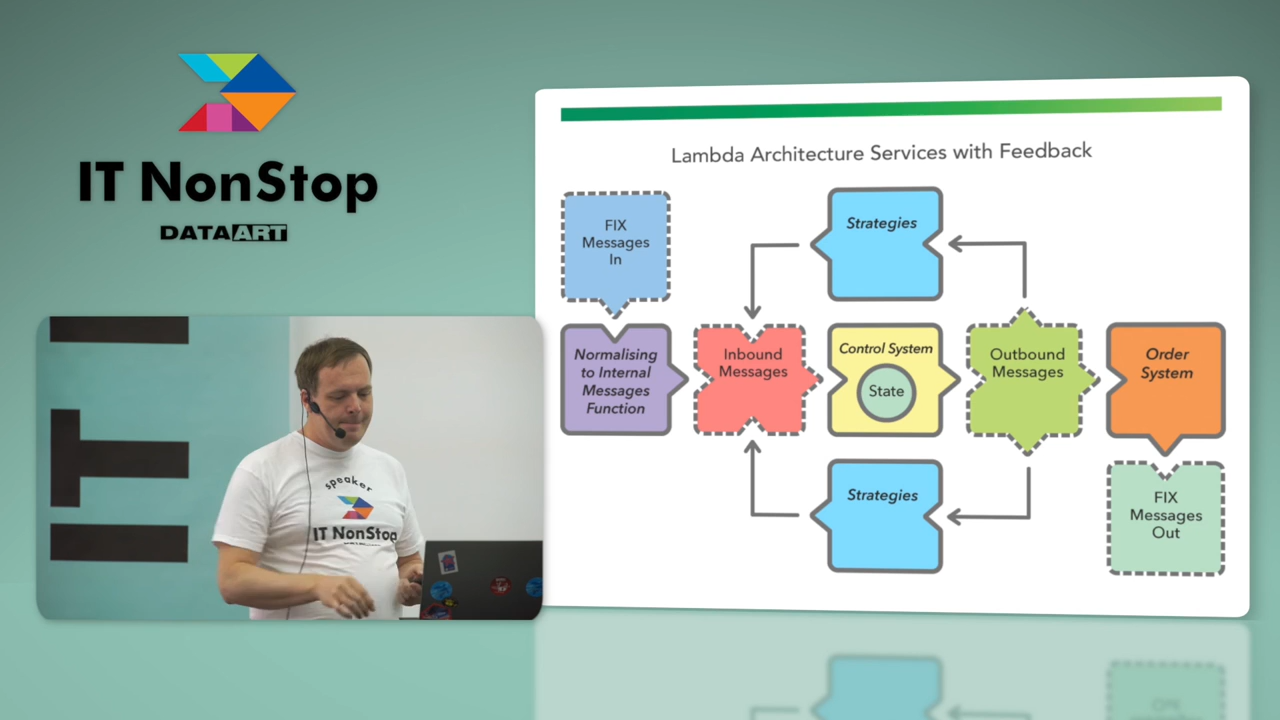 IT NonStop
DATAART
Lambda Architecture Services with Feedback
FIX
Messages
In
Strategies
Normalising
to Internal
Messages
Function
Inbound
Messages
Control System
State
Outbound
Messages
Order
System
Strategies
FIX
Messages
Out
IT
speaker
IT NonStop